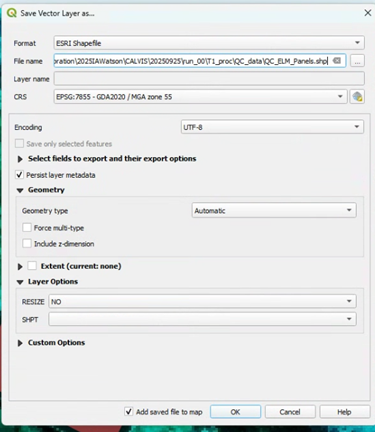 Save Vector Layer as...
Format ESRI Shapefile
File name oration\2025IAWatson\CALVIS\20250925\run_00\T1_proc\QC_data\QC_ELM_Panels.shp ...
Layer name
CRS EPSG:7855 - GDA2020 / MGA zone 55
Encoding UTF-8
Save only selected features
Select fields to export and their export options
Persist layer metadata
Geometry
Geometry type Automatic
Force multi-type
Include z-dimension
Extent (current: none)
Layer Options
RESIZE NO
SHPT
Custom Options
Add saved file to map OK Cancel Help